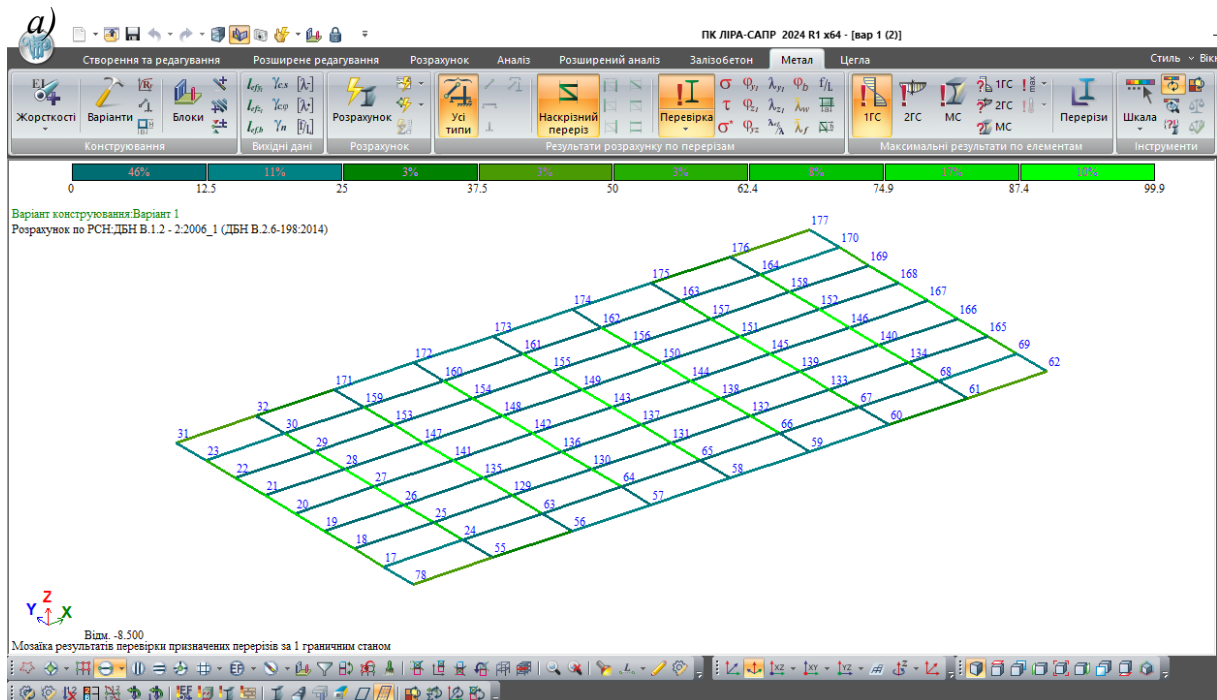 а)
ПК ЛІРА-САПР 2024 R1 x64 - [вар 1 (2)]
Створення та редагування Розширене редагування Розрахунок Аналіз Розширений аналіз Залізобетон Метал Цегла Стиль Вікн
Жорсткості Варіанти Блоки Розрахунок Усі типи Наскрізний переріз Перевірка 1ГС 2ГС МС 1ГС 2ГС МС Перерізи Шкала
Конструювання Вихідні дані Розрахунок Результати розрахунку по перерізам Максимальні результати по елементам Інструменти
46% 11% 3% 3% 3% 8%
0 12.5 25 37.5 50 62.4 74.9 87.4 99.9
Варіант конструювання:Варіант 1
Розрахунок по РСН:ДБН В.1.2 - 2:2006_1 (ДБН В.2.6-198:2014)
177
176 170
175 164 169
174 163 158 168
173 162 157 152 167
172 161 156 151 146 166
171 160 155 150 145 140 165
32 159 154 149 144 139 134 69
31 30 153 148 143 138 133 68 62
23 29 147 142 137 132 67 61
22 28 141 136 131 66 60
21 27 135 130 65 59
20 26 129 64 58
19 25 63 57
18 24 56
17 55
78
Z
Y X
Відм. -8.500
Мозаїка результатів перевірки призначених перерізів за 1 граничним станом